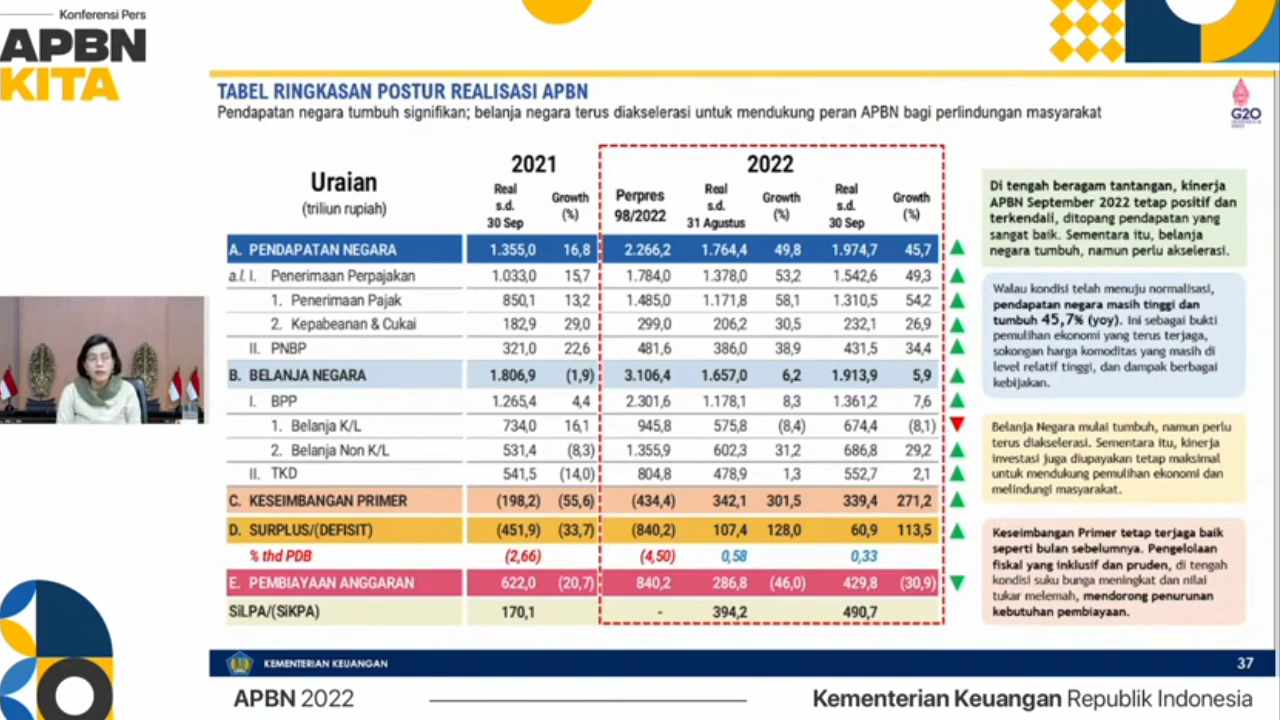 Konferensi Pers
APBN
KITA
TABEL RINGKASAN POSTUR REALISASI APBN
Pendapatan negara tumbuh signifikan; belanja negara terus diakselerasi untuk mendukung peran APBN bagi perlindungan masyarakat
G20
Uraian
(triliun rupiah)
2021
2022
Real
s.d.
30 Sep
Growth
(%)
Perpres
98/2022
Real
s.d.
31 Agustus
Growth
(%)
Real
s.d.
30 Sep
Growth
(%)
A. PENDAPATAN NEGARA 1.355,0 16,8 2.266,2 1.764,4 49,8 1.974,7 45,7
a.l. I. Penerimaan Perpajakan 1.033,0 15,7 1.784,0 1.378,0 53,2 1.542,6 49,3
1. Penerimaan Pajak 850,1 13,2 1.485,0 1.171,8 58,1 1.310,5 54,2
2. Kepabeanan & Cukai 182,9 29,0 299,0 206,2 30,5 232,1 26,9
II. PNBP 321,0 22,6 481,6 386,0 38,9 431,5 34,4
B. BELANJA NEGARA 1.806,9 (1,9) 3.106,4 1.657,0 6,2 1.913,9 5,9
I. BPP 1.265,4 4,4 2.301,6 1.178,1 8,3 1.361,2 7,6
1. Belanja K/L 734,0 16,1 945,8 575,8 (8,4) 674,4 (8,1)
2. Belanja Non K/L 531,4 (8,3) 1.355,9 602,3 31,2 686,8 29,2
II. TKD 541,5 (14,0) 804,8 478,9 1,3 552,7 2,1
C. KESEIMBANGAN PRIMER (198,2) (55,6) (434,4) 342,1 301,5 339,4 271,2
D. SURPLUS/(DEFISIT) (451,9) (33,7) (840,2) 107,4 128,0 60,9 113,5
% thd PDB (2,66) (4,50) 0,58 0,33
E. PEMBIAYAAN ANGGARAN 622,0 (20,7) 840,2 286,8 (46,0) 429,8 (30,9)
SiLPA/(SiKPA) 170,1 - 394,2 490,7
Di tengah beragam tantangan, kinerja
APBN September 2022 tetap positif dan
terkendali, ditopang pendapatan yang
sangat baik. Sementara itu, belanja
negara tumbuh, namun perlu akselerasi.
Walau kondisi telah menuju normalisasi,
pendapatan negara masih tinggi dan
tumbuh 45,7% (yoy). Ini sebagai bukti
pemulihan ekonomi yang terus terjaga,
sokongan harga komoditas yang masih di
level relatif tinggi, dan dampak berbagai
kebijakan.
Belanja Negara mulai tumbuh, namun perlu
terus diakselerasi. Sementara itu, kinerja
investasi juga diupayakan tetap maksimal
untuk mendukung pemulihan ekonomi dan
melindungi masyarakat.
Keseimbangan Primer tetap terjaga baik
seperti bulan sebelumnya. Pengelolaan
fiskal yang inklusif dan pruden, di tengah
kondisi suku bunga meningkat dan nilai
tukar melemah, mendorong penurunan
kebutuhan pembiayaan.
KEMENTERIAN KEUANGAN
37
APBN 2022
Kementerian Keuangan Republik Indonesia